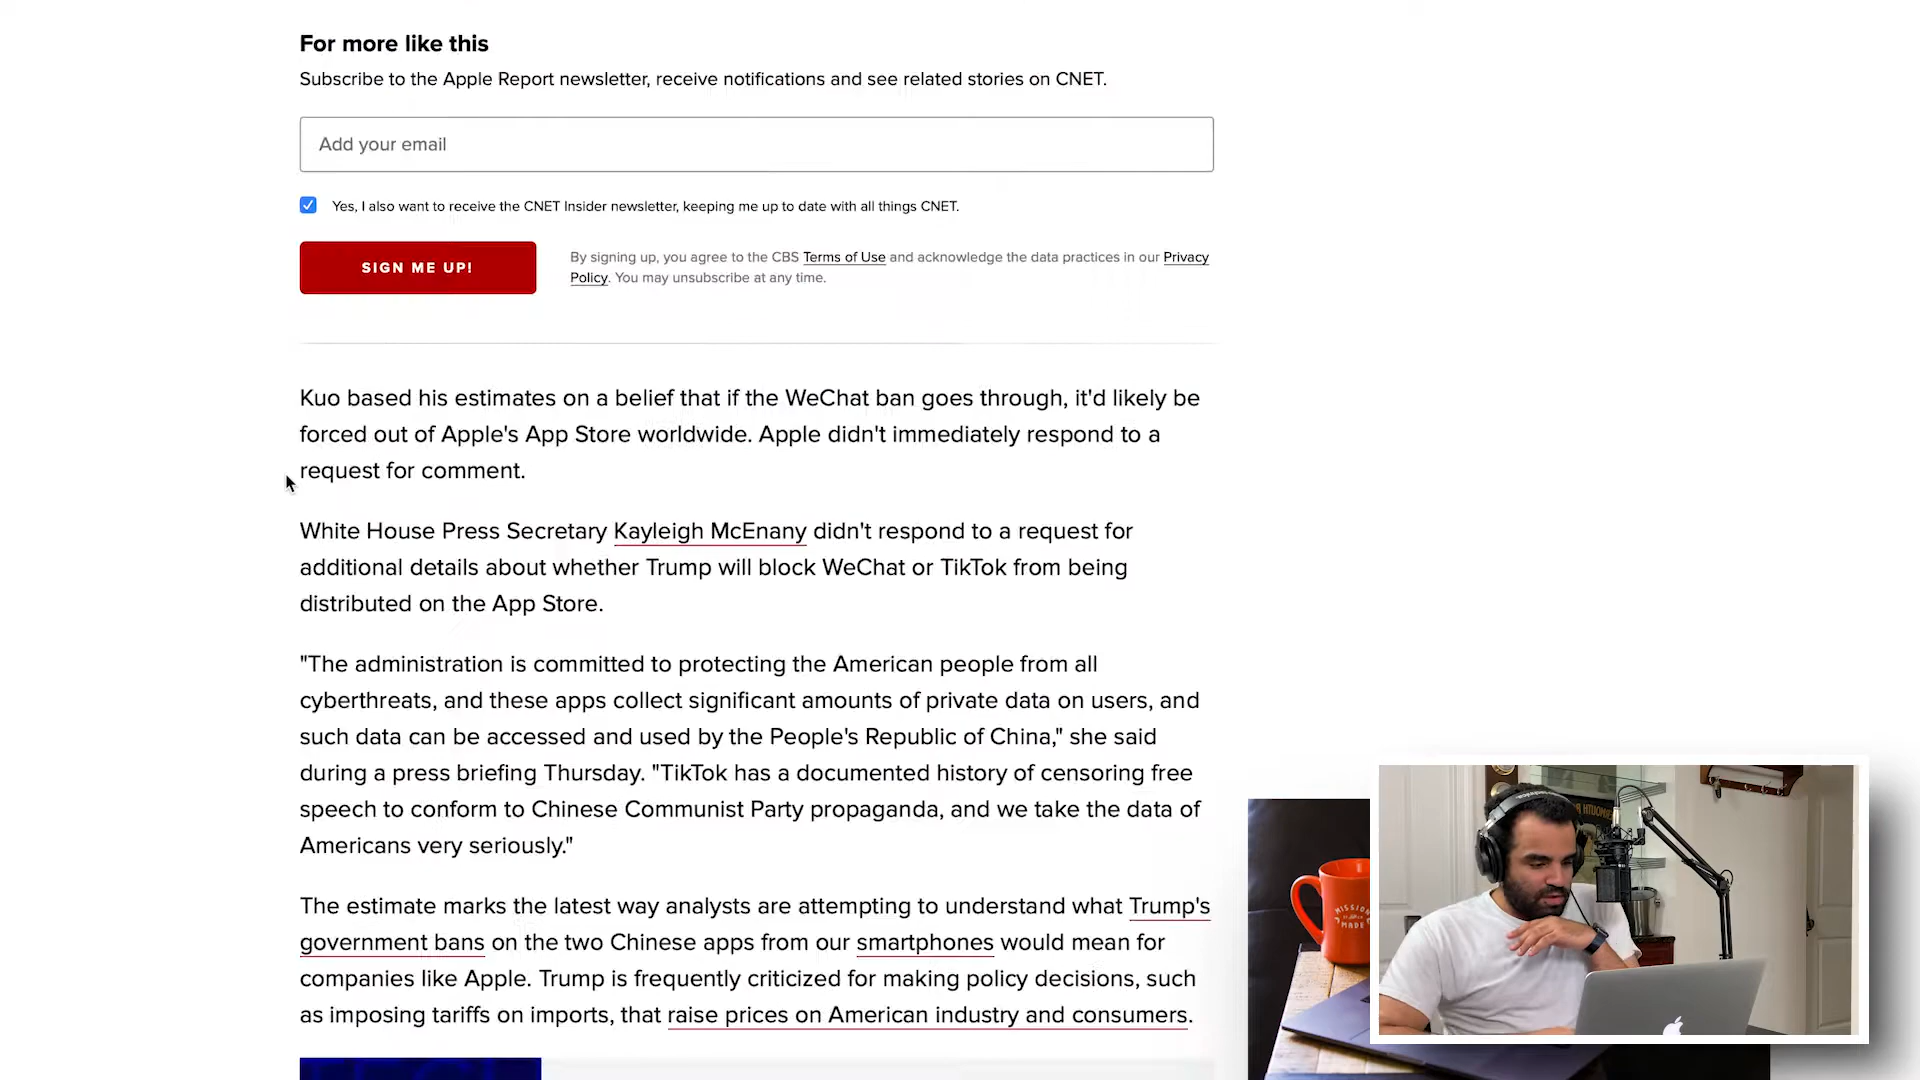 For more like this
Subscribe to the Apple Report newsletter, receive notifications and see related stories on CNET.
Add your email
Yes, I also want to receive the CNET Insider newsletter, keeping me up to date with all things CNET.
SIGN ME UP!
By signing up, you agree to the CBS Terms of Use and acknowledge the data practices in our Privacy
Policy. You may unsubscribe at any time.
Kuo based his estimates on a belief that if the WeChat ban goes through, it'd likely be
forced out of Apple's App Store worldwide. Apple didn't immediately respond to a
request for comment.
White House Press Secretary Kayleigh McEnany didn't respond to a request for
additional details about whether Trump will block WeChat or TikTok from being
distributed on the App Store.
"The administration is committed to protecting the American people from all
cyberthreats, and these apps collect significant amounts of private data on users, and
such data can be accessed and used by the People's Republic of China," she said
during a press briefing Thursday. "TikTok has a documented history of censoring free
speech to conform to Chinese Communist Party propaganda, and we take the data of
Americans very seriously."
The estimate marks the latest way analysts are attempting to understand what Trump's
government bans on the two Chinese apps from our smartphones would mean for
companies like Apple. Trump is frequently criticized for making policy decisions, such
as imposing tariffs on imports, that raise prices on American industry and consumers.
MISSION
MADE